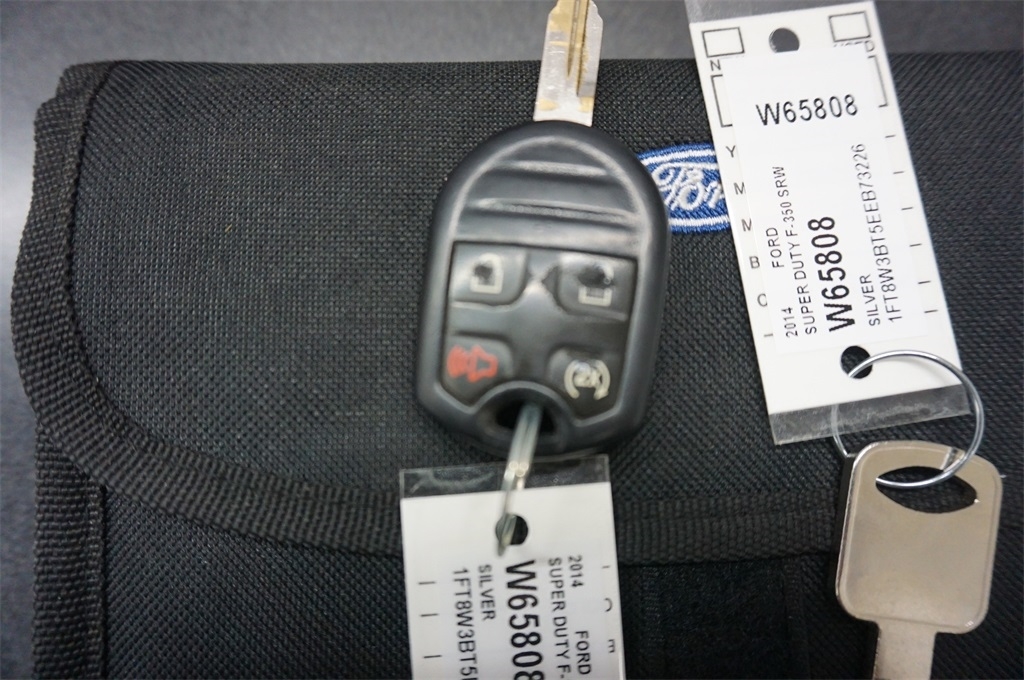 W65808
2014 FORD
SUPER DUTY F-350 SRW
W65808
SILVER
1FT8W3BT5EEB73226
Y
M
N
B
C
N
Ford
2014 FORD
SUPER DUTY F-
W65808
SILVER
1FT8W3BT5